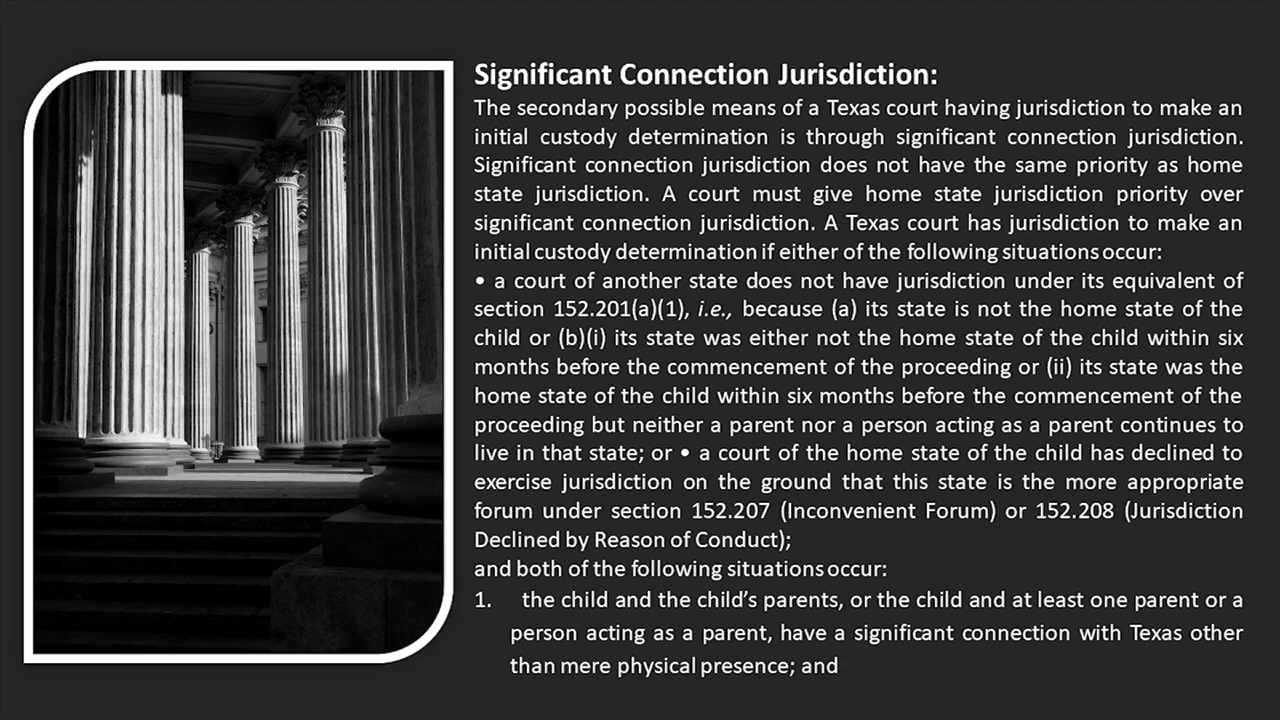 Significant Connection Jurisdiction:
The secondary possible means of a Texas court having jurisdiction to make an
initial custody determination is through significant connection jurisdiction.
Significant connection jurisdiction does not have the same priority as home
state jurisdiction. A court must give home state jurisdiction priority over
significant connection jurisdiction. A Texas court has jurisdiction to make an
initial custody determination if either of the following situations occur:
• a court of another state does not have jurisdiction under its equivalent of
section 152.201(a)(1), i.e., because (a) its state is not the home state of the
child or (b)(i) its state was either not the home state of the child within six
months before the commencement of the proceeding or (ii) its state was the
home state of the child within six months before the commencement of the
proceeding but neither a parent nor a person acting as a parent continues to
live in that state; or • a court of the home state of the child has declined to
exercise jurisdiction on the ground that this state is the more appropriate
forum under section 152.207 (Inconvenient Forum) or 152.208 (Jurisdiction
Declined by Reason of Conduct);
and both of the following situations occur:
1. the child and the child’s parents, or the child and at least one parent or a
person acting as a parent, have a significant connection with Texas other
than mere physical presence; and